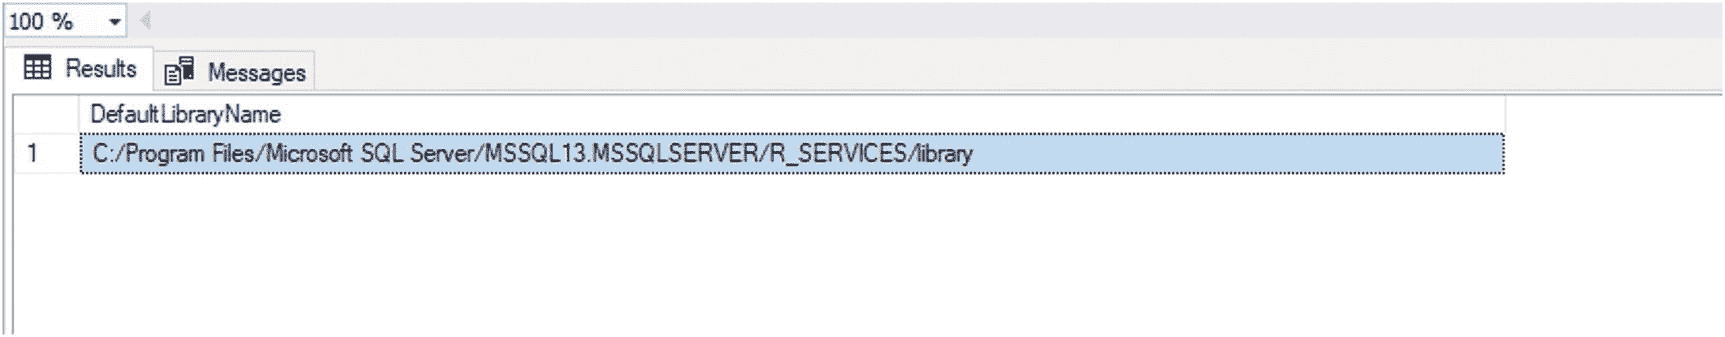 100 %
Results Messages
DefaultLibraryName
1 C:/Program Files/Microsoft SQL Server/MSSQL13.MSSQLSERVER/R_SERVICES/library